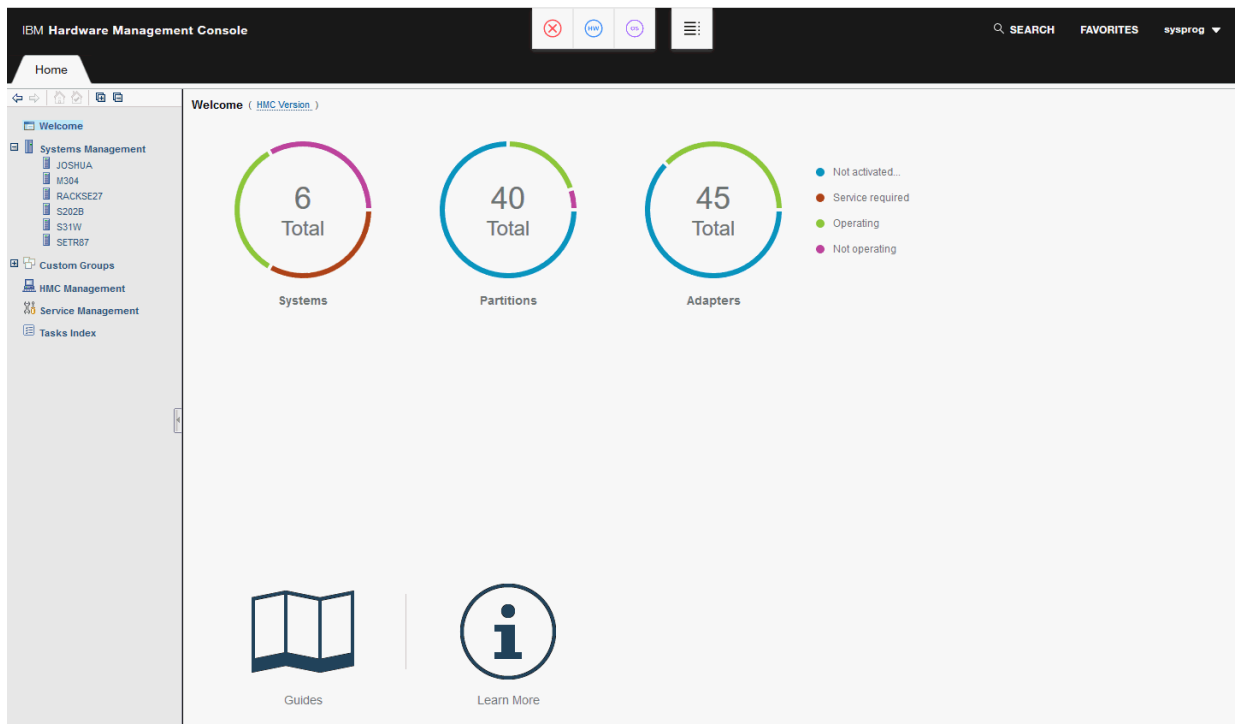 IBM Hardware Management Console
HW
OS
SEARCH
FAVORITES
sysprog
Home
Welcome
Systems Management
JOSHUA
M304
RACKSE27
S202B
S31W
SETR87
Custom Groups
HMC Management
Service Management
Tasks Index
Welcome ( HMC Version )
6
Total
Systems
40
Total
Partitions
45
Total
Adapters
Not activated...
Service required
Operating
Not operating
Guides
Learn More